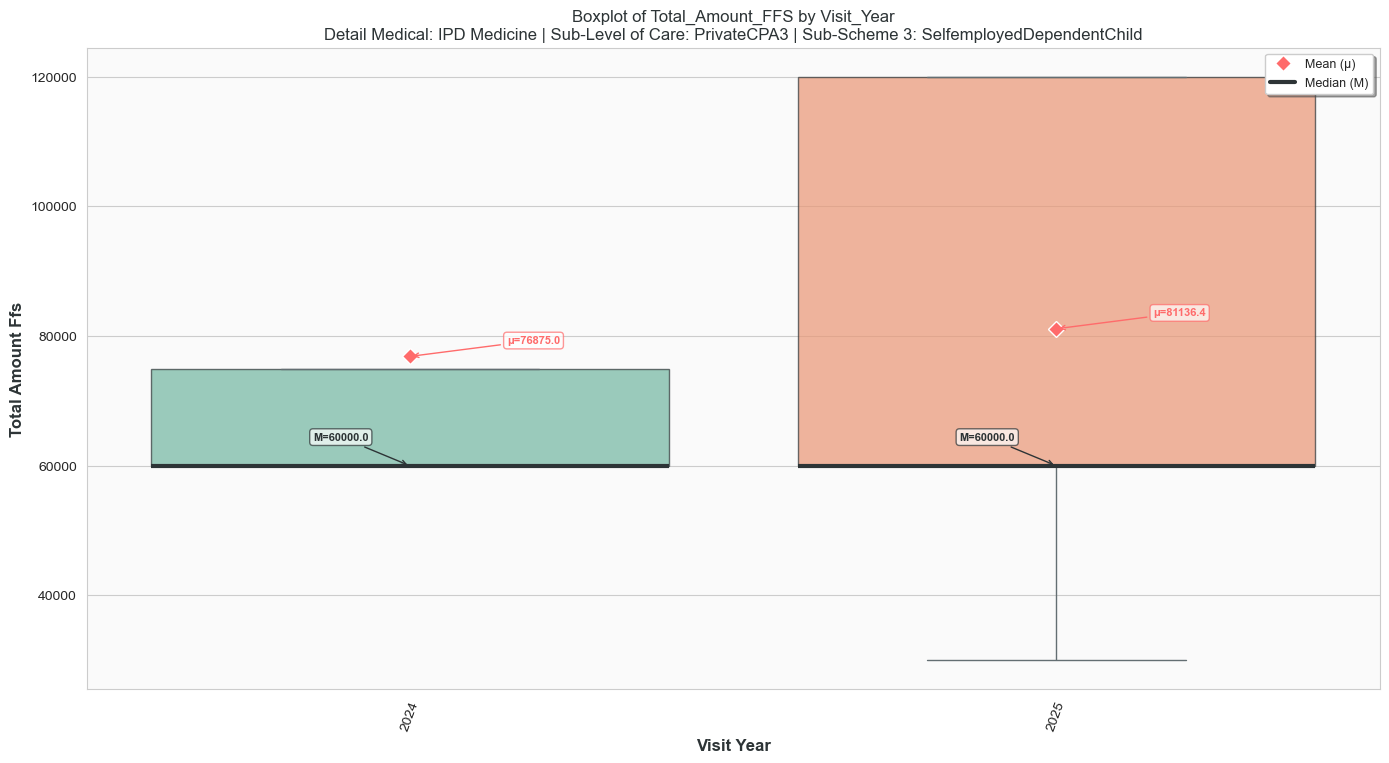 Boxplot of Total_Amount_FFS by Visit_Year
Detail Medical: IPD Medicine | Sub-Level of Care: PrivateCPA3 | Sub-Scheme 3: SelfemployedDependentChild
Mean (μ)
Median (M)
Total Amount Ffs
120000
100000
80000
60000
40000
μ=76875.0
M=60000.0
μ=81136.4
M=60000.0
2024
2025
Visit Year